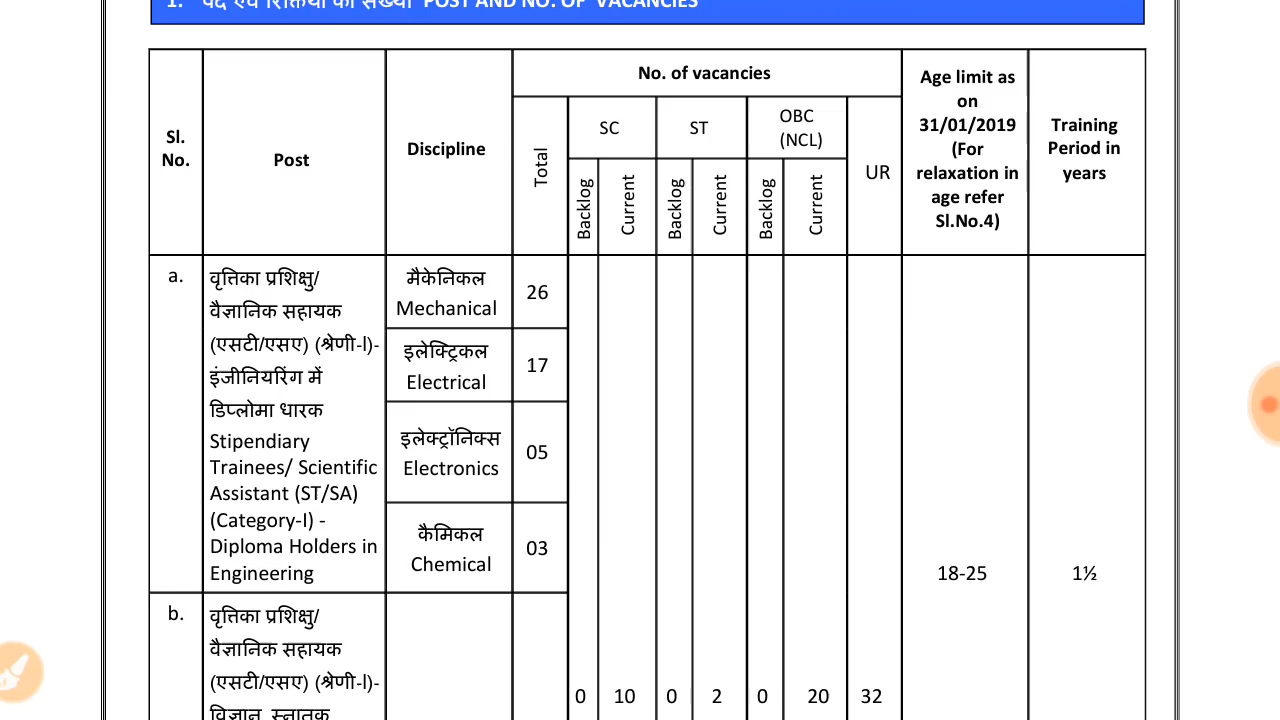 1. पद एवं रिक्तियों की संख्या POST AND NO. OF VACANCIES
Sl. No.
Post
Discipline
No. of vacancies
Total
SC
ST
OBC (NCL)
UR
Backlog
Current
Backlog
Current
Backlog
Current
Age limit as
on
31/01/2019
(For
relaxation in
age refer
Sl.No.4)
Training
Period in
years
a.
वृत्तिका प्रशिक्षु/
वैज्ञानिक सहायक
(एसटी/एसए) (श्रेणी-I)-
इंजीनियरिंग में
डिप्लोमा धारक
Stipendiary
Trainees/ Scientific
Assistant (ST/SA)
(Category-I) -
Diploma Holders in
Engineering
मैकेनिकल
Mechanical
26
इलेक्ट्रिकल
Electrical
17
इलेक्ट्रॉनिक्स
Electronics
05
कैमिकल
Chemical
03
18-25
1½
b.
वृत्तिका प्रशिक्षु/
वैज्ञानिक सहायक
(एसटी/एसए) (श्रेणी-I)-
विज्ञान स्नातक
0 10 0 2 0 20 32